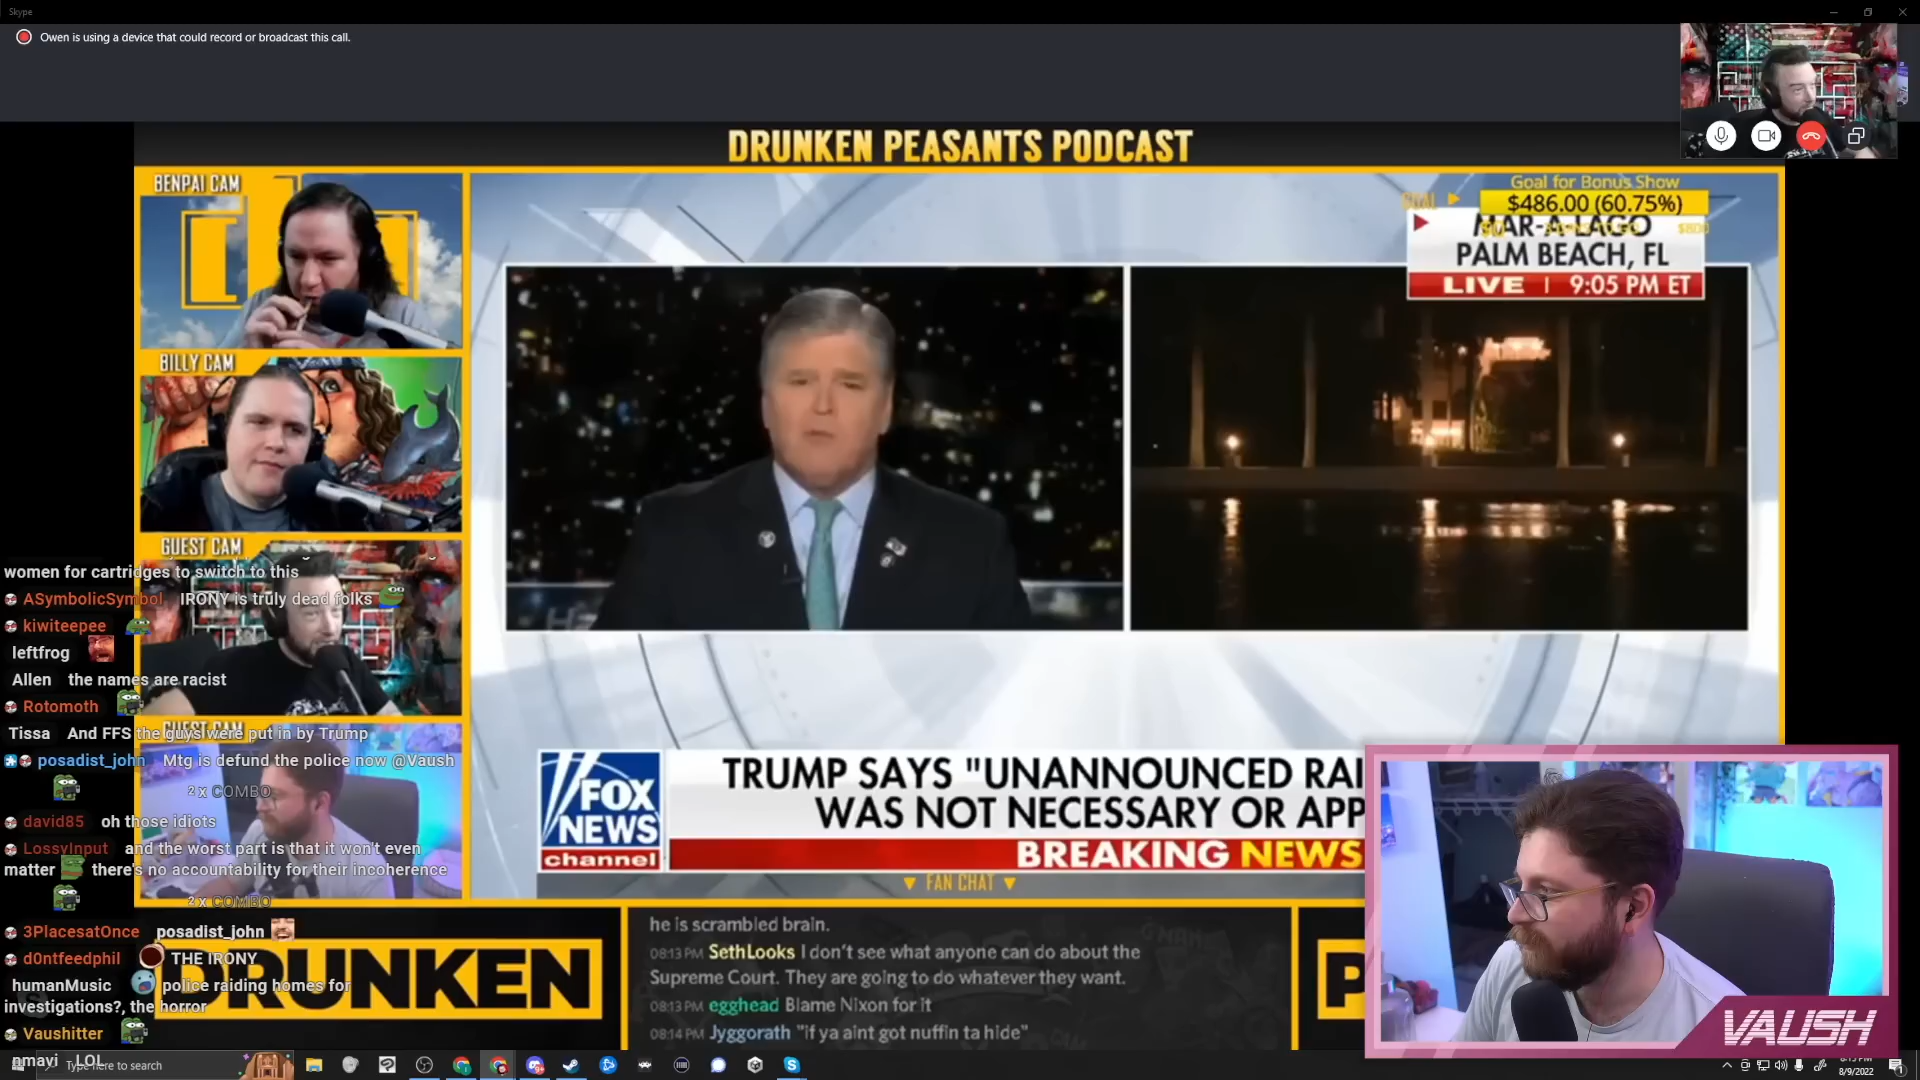 Skype
Owen is using a device that could record or broadcast this call.
DRUNKEN PEASANTS PODCAST
BENPAI CAM
BILLY CAM
GUEST CAM
GUEST CAM
Goal for Bonus Show
$486.00 (60.75%)
MAR-A-LAGO
PALM BEACH, FL
LIVE | 9:05 PM ET
women for cartridges to switch to this
ASymbolicSymbol IRONY is truly dead folks
kiwiteepee
leftfrog
Allen the names are racist
Rotomoth
Tissa And FFS the guys were put in by Trump
posadist_john Mtg is defund the police now @Vaush
2 x COMBO
david85 oh those idiots
LossyInput and the worst part is that it won't even
matter there's no accountability for their incoherence
2 x COMBO
3PlacesatOnce posadist_john
d0ntfeedphil THE IRONY
humanMusic police raiding homes for
investigations?, the horror
Vaushitter
nmavi LOL
FOX
NEWS
channel
TRUMP SAYS "UNANNOUNCED RAI
WAS NOT NECESSARY OR APP
BREAKING NEWS
▼ FAN CHAT ▼
DRUNKEN
P
he is scrambled brain.
08:13 PM SethLooks I don't see what anyone can do about the
Supreme Court. They are going to do whatever they want.
08:13 PM egghead Blame Nixon for it
08:14 PM Jyggorath "if ya aint got nuffin ta hide"
VAUSH
Type here to search
8/9/2022